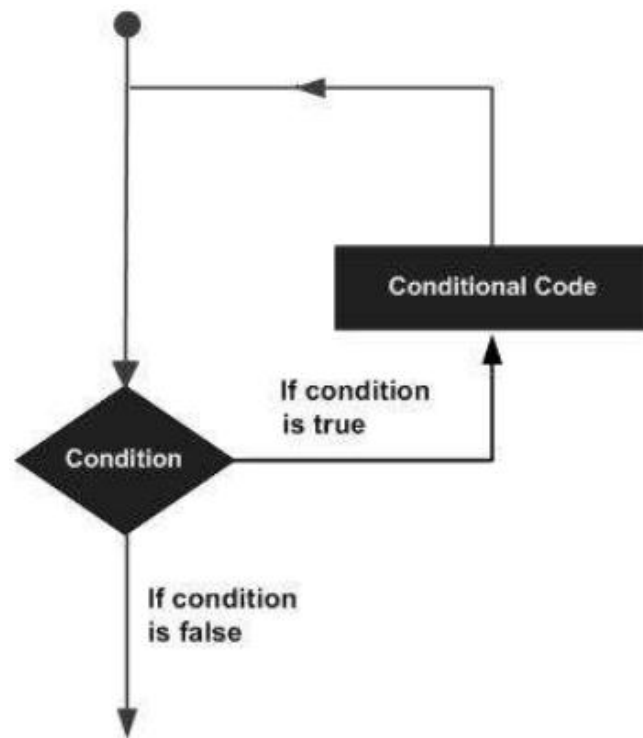 Conditional Code
If condition
is true
Condition
If condition
is false